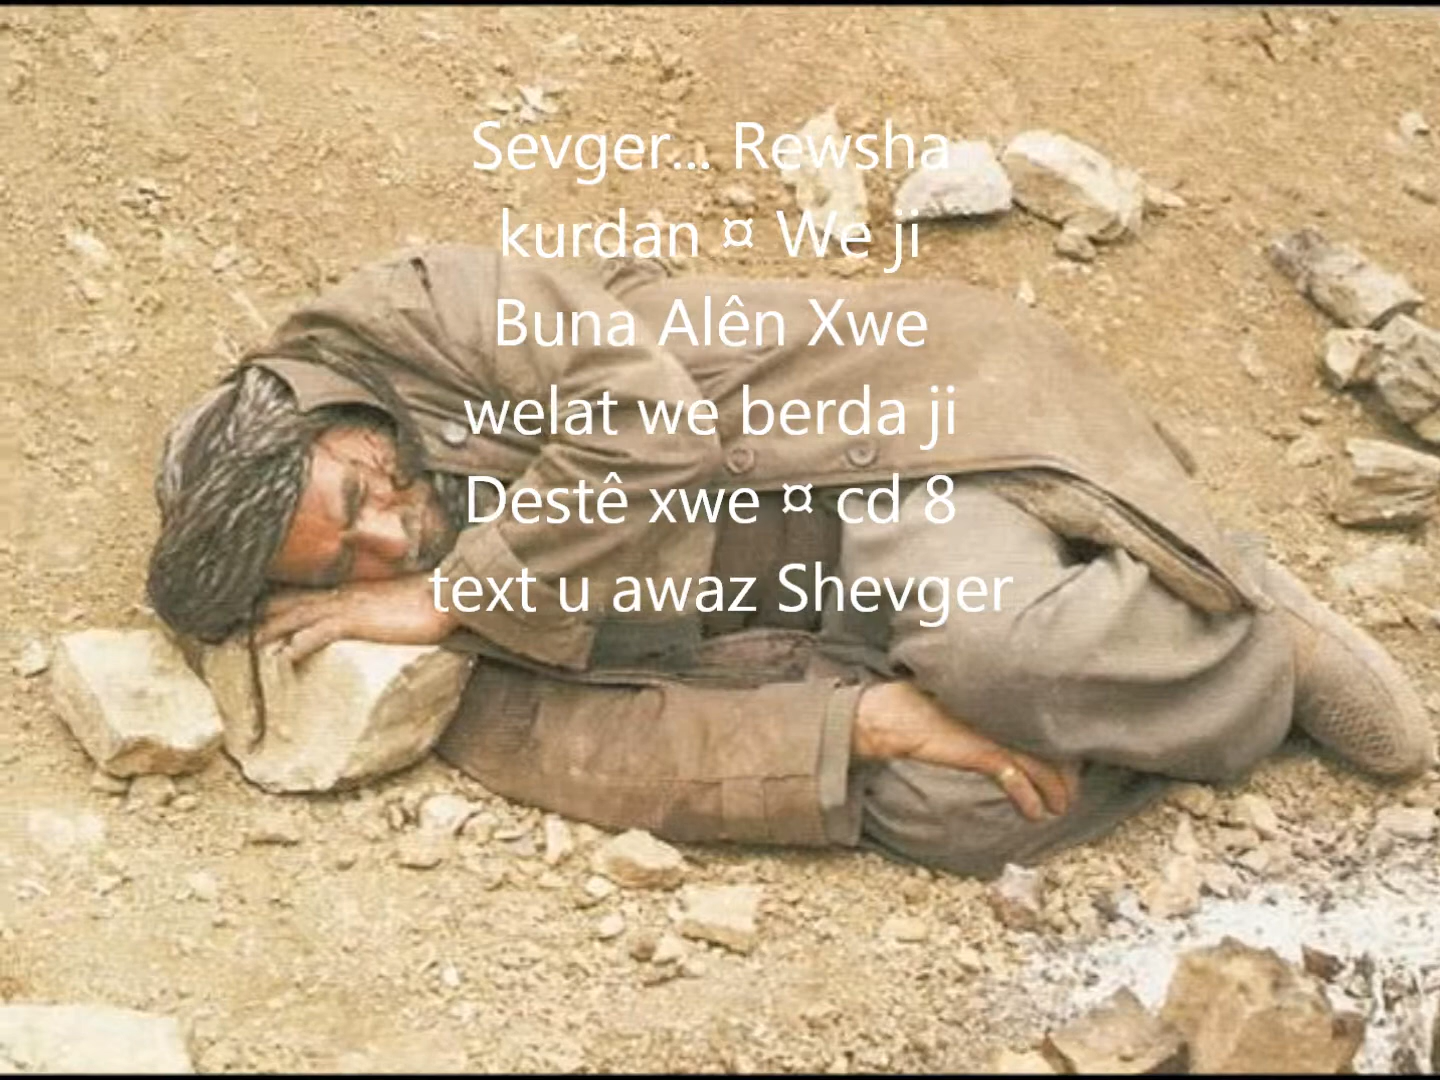 Sevger... Rewsha
kurdan ¤ We ji
Buna Alên Xwe
welat we berda ji
Destê xwe ¤ cd 8
text u awaz Shevger